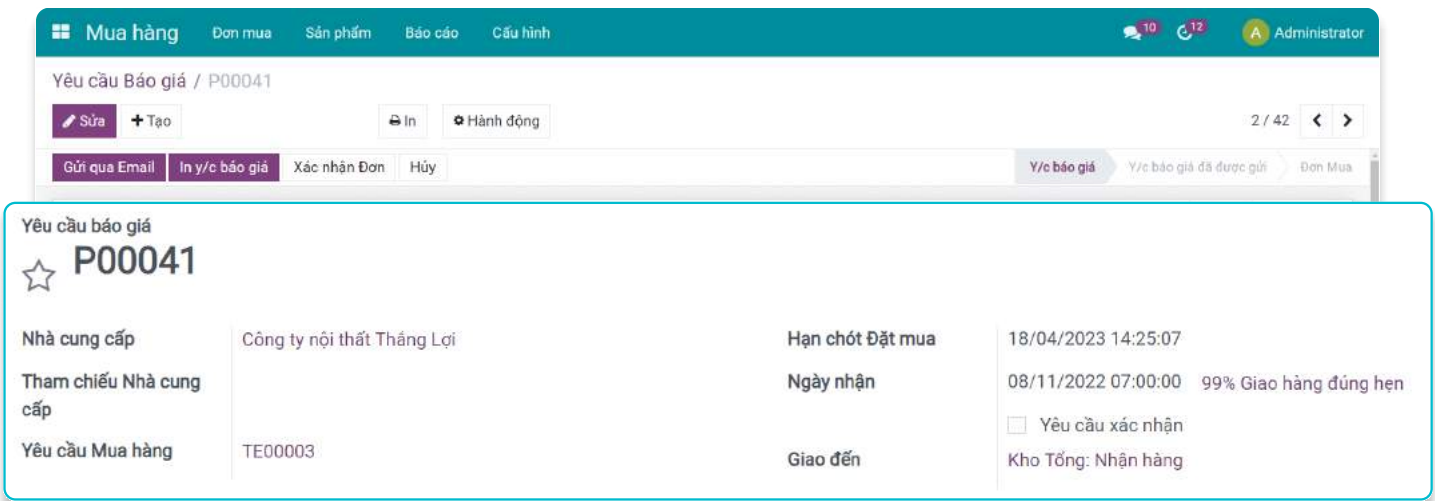 Mua hàng Đơn mua Sản phẩm Báo cáo Cấu hình 10 12 A Administrator
Yêu cầu Báo giá / P00041
Sửa + Tạo In Hành động 2 / 42
Gửi qua Email In y/c báo giá Xác nhận Đơn Hủy Y/c báo giá Y/c báo giá đã được gửi Đơn Mua
Yêu cầu báo giá
P00041
Nhà cung cấp Công ty nội thất Thắng Lợi Hạn chót Đặt mua 18/04/2023 14:25:07
Tham chiếu Nhà cung Ngày nhận 08/11/2022 07:00:00 99% Giao hàng đúng hẹn
cấp
Yêu cầu xác nhận
Yêu cầu Mua hàng TE00003 Giao đến Kho Tổng: Nhận hàng